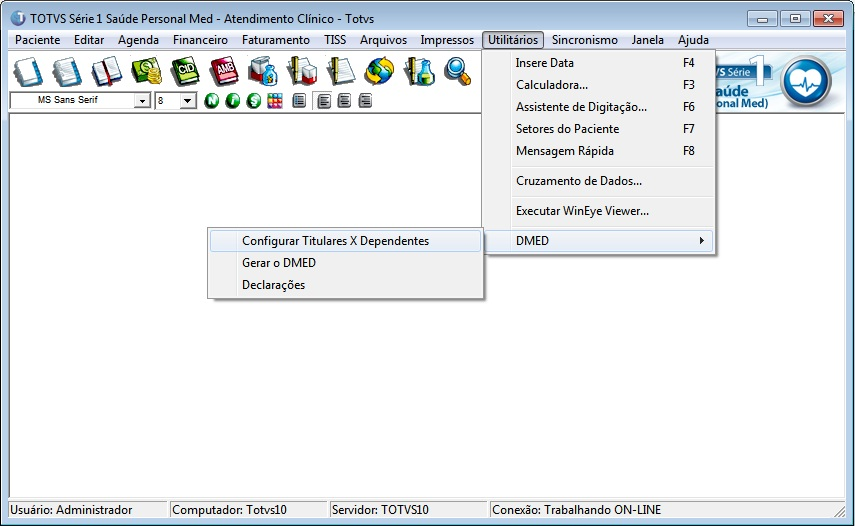 TOTVS Série 1 Saúde Personal Med - Atendimento Clínico - Totvs
Paciente Editar Agenda Financeiro Faturamento TISS Arquivos Impressos Utilitários Sincronismo Janela Ajuda
CID
AMB
VS Série 1
aúde
onal Med)
MS Sans Serif 8
N I S
Insere Data F4
Calculadora... F3
Assistente de Digitação... F6
Setores do Paciente F7
Mensagem Rápida F8
Cruzamento de Dados...
Executar WinEye Viewer...
DMED
Configurar Titulares X Dependentes
Gerar o DMED
Declarações
Usuário: Administrador Computador: Totvs10 Servidor: TOTVS10 Conexão: Trabalhando ON-LINE